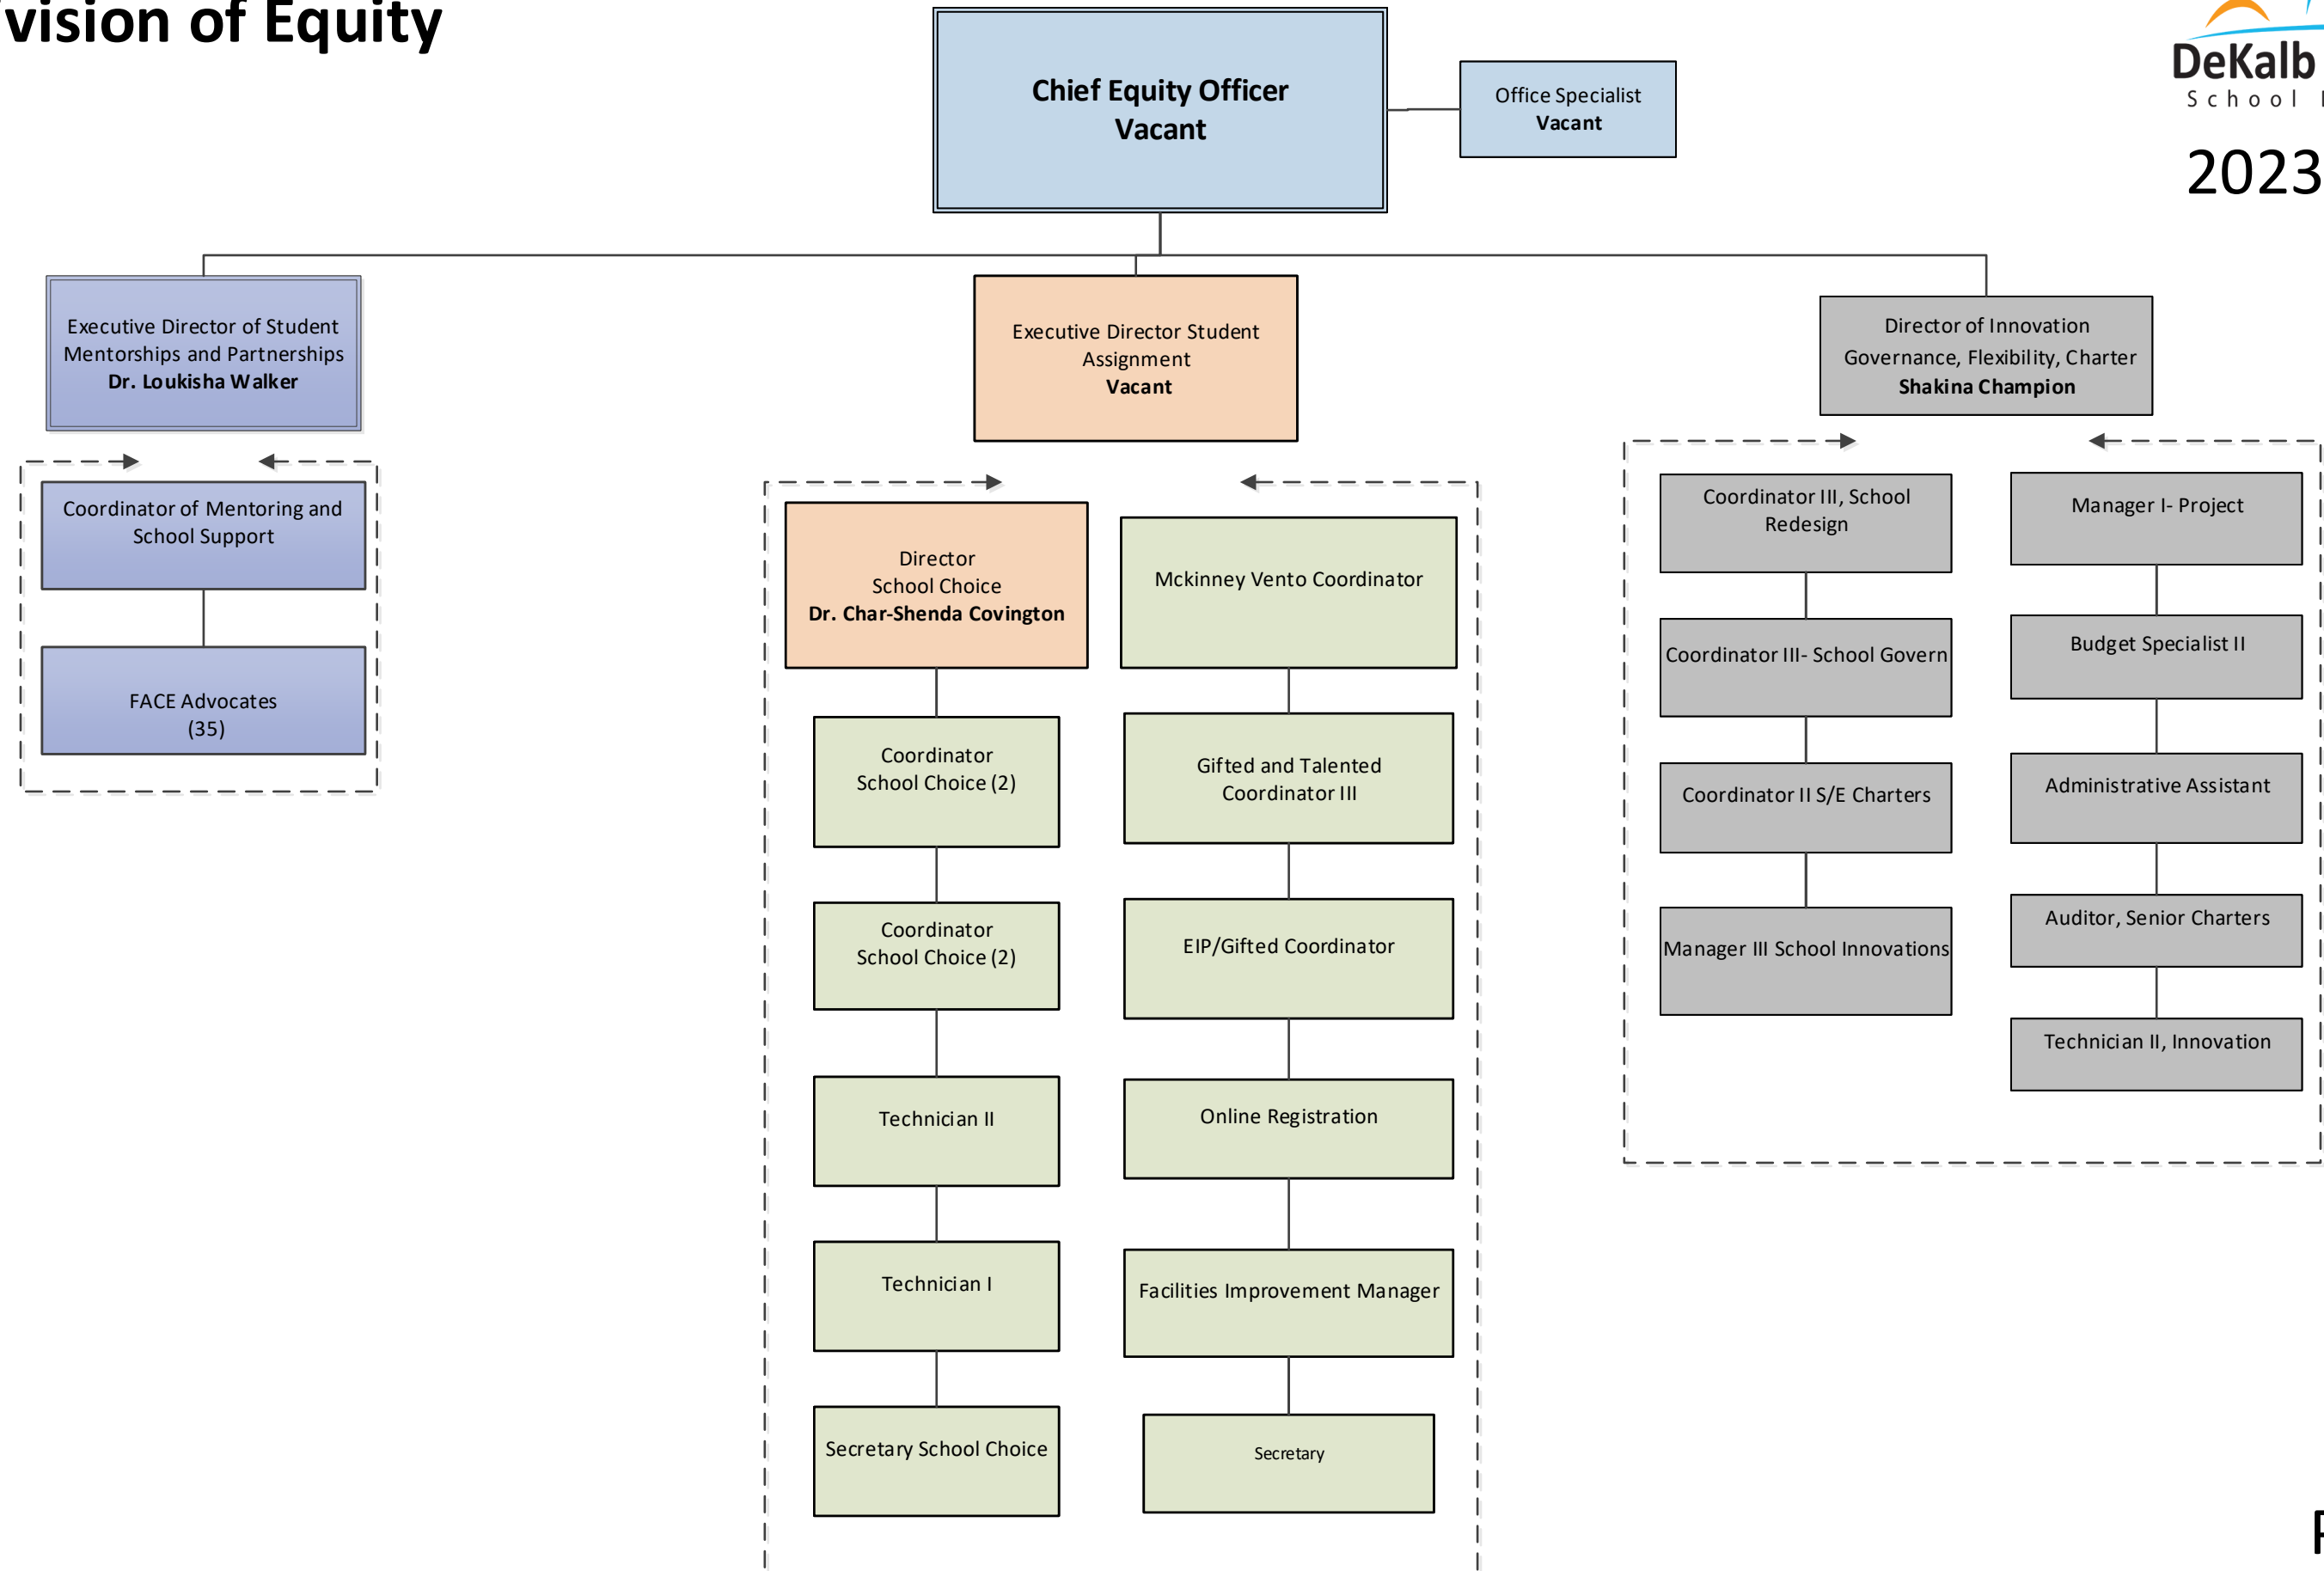 vision of Equity
DeKalb
School
2023
Chief Equity Officer
Vacant
Office Specialist
Vacant
Executive Director of Student
Mentorships and Partnerships
Dr. Loukisha Walker
Executive Director Student
Assignment
Vacant
Director of Innovation
Governance, Flexibility, Charter
Shakina Champion
Coordinator of Mentoring and
School Support
FACE Advocates
(35)
Director
School Choice
Dr. Char-Shenda Covington
Coordinator
School Choice (2)
Coordinator
School Choice (2)
Technician II
Technician I
Secretary School Choice
Mckinney Vento Coordinator
Gifted and Talented
Coordinator III
EIP/Gifted Coordinator
Online Registration
Facilities Improvement Manager
Secretary
Coordinator III, School
Redesign
Coordinator III- School Govern
Coordinator II S/E Charters
Manager III School Innovations
Manager I- Project
Budget Specialist II
Administrative Assistant
Auditor, Senior Charters
Technician II, Innovation